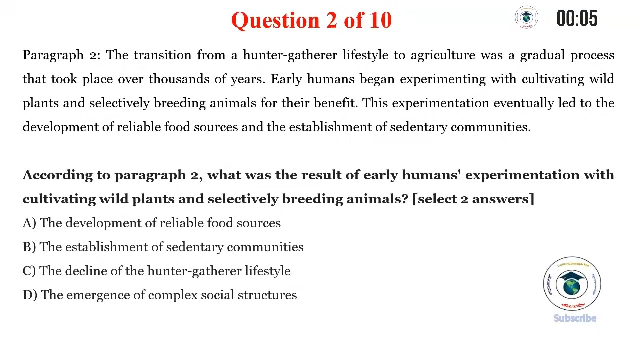 Question 2 of 10
00:05
Paragraph 2: The transition from a hunter-gatherer lifestyle to agriculture was a gradual process
that took place over thousands of years. Early humans began experimenting with cultivating wild
plants and selectively breeding animals for their benefit. This experimentation eventually led to the
development of reliable food sources and the establishment of sedentary communities.
According to paragraph 2, what was the result of early humans' experimentation with
cultivating wild plants and selectively breeding animals? [select 2 answers]
A) The development of reliable food sources
B) The establishment of sedentary communities
C) The decline of the hunter-gatherer lifestyle
D) The emergence of complex social structures
Subscribe